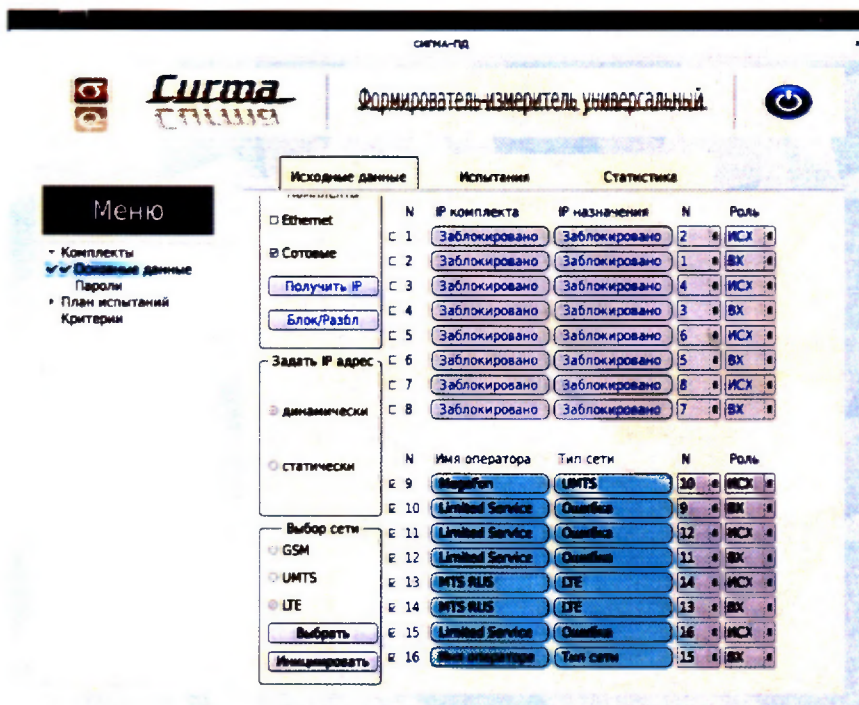 СИГМА-ПД
Сигма
Формирователь-измеритель универсальный
Исходные данные Испытания Статистика
Меню
Комплекты
Основные данные
Пароли
План испытаний
Критерии
Ethernet
Сотовые
Получить IP
Блок/Разбл
Задать IP адрес
динамически
статически
Выбор сети
GSM
UMTS
LTE
Выбрать
Инициировать
N IP комплекта IP назначения N Роль
1 Заблокировано Заблокировано 2 ИСХ
2 Заблокировано Заблокировано 1 ВХ
3 Заблокировано Заблокировано 4 ИСХ
4 Заблокировано Заблокировано 3 ВХ
5 Заблокировано Заблокировано 6 ИСХ
6 Заблокировано Заблокировано 5 ВХ
7 Заблокировано Заблокировано 8 ИСХ
8 Заблокировано Заблокировано 7 ВХ
N Имя оператора Тип сети N Роль
9 MegaFon UMTS 10 ИСХ
10 Limited Service Ошибка 9 ВХ
11 Limited Service Ошибка 12 ИСХ
12 Limited Service Ошибка 11 ВХ
13 MTS RUS LTE 14 ИСХ
14 MTS RUS LTE 13 ВХ
15 Limited Service Ошибка 16 ИСХ
16 Имя оператора Тип сети 15 ВХ